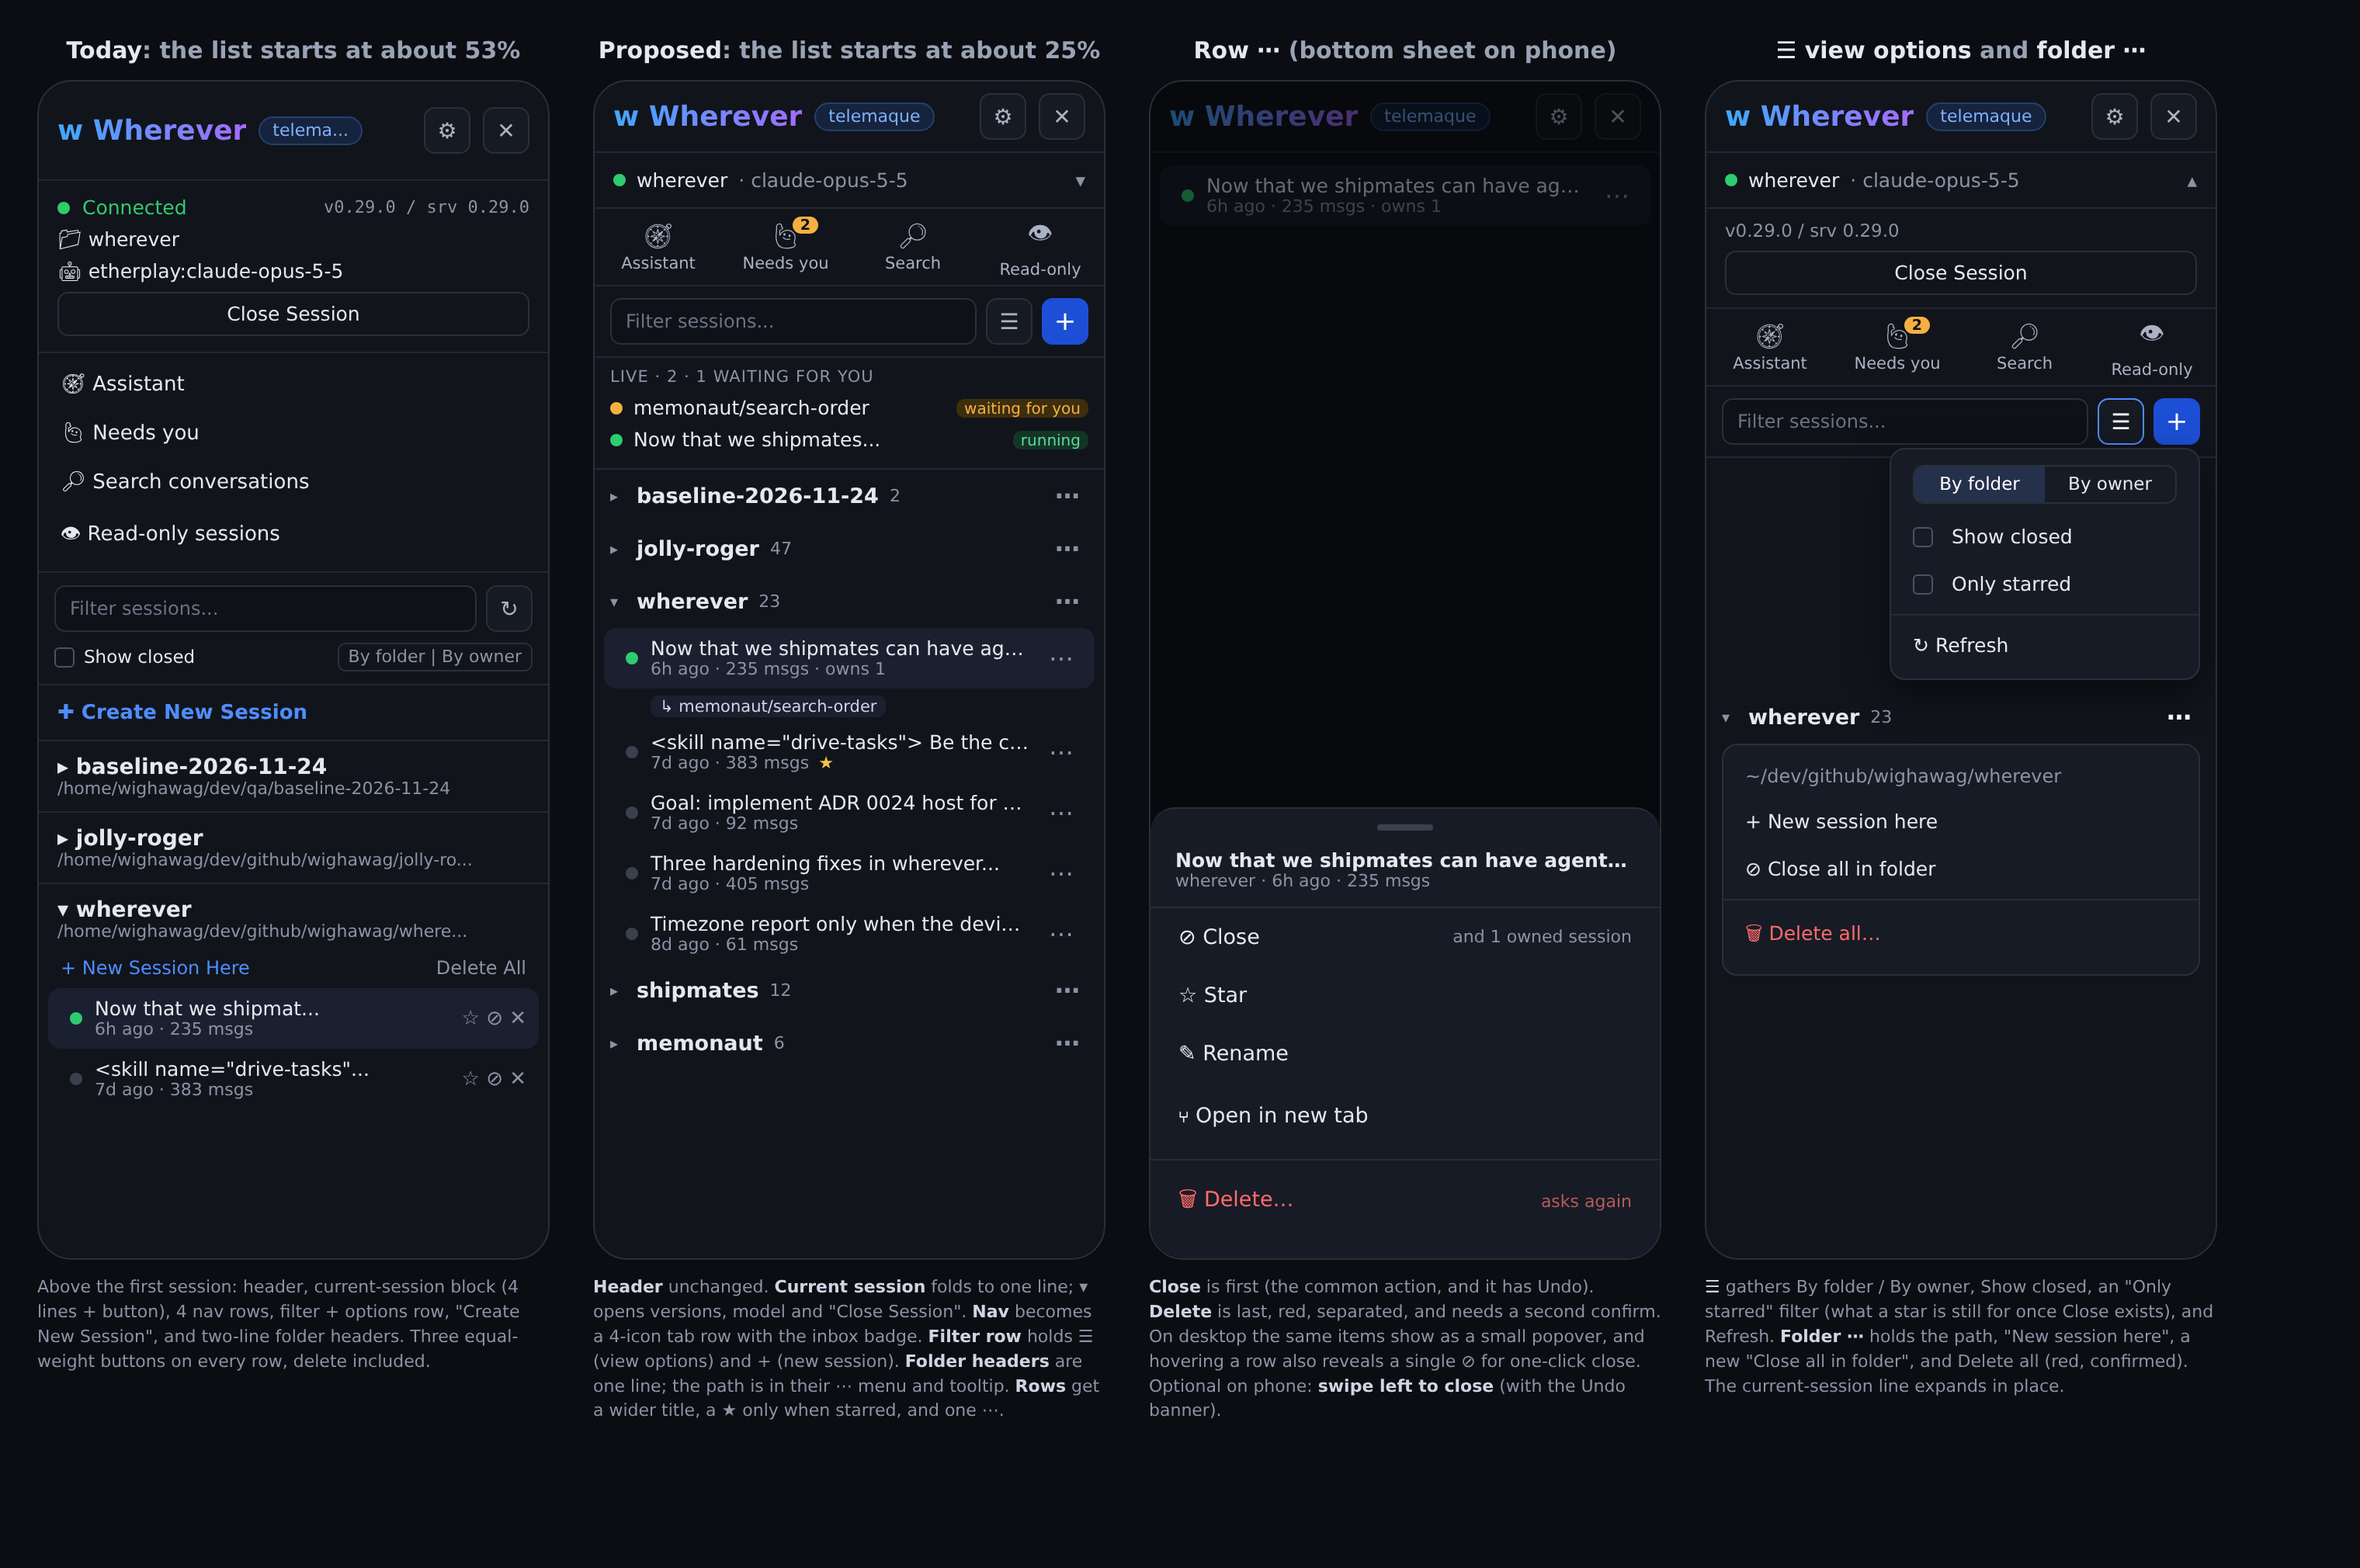 Today: the list starts at about 53%
w Wherever telema... ⚙ ✕
Connected v0.29.0 / srv 0.29.0
wherever
etherplay:claude-opus-5-5
Close Session
Assistant
Needs you
Search conversations
Read-only sessions
Filter sessions... ↻
Show closed By folder | By owner
✚ Create New Session
▸ baseline-2026-11-24
/home/wighawag/dev/qa/baseline-2026-11-24
▸ jolly-roger
/home/wighawag/dev/github/wighawag/jolly-ro...
▾ wherever
/home/wighawag/dev/github/wighawag/where...
+ New Session Here Delete All
Now that we shipmat... ☆ ⊘ ✕
6h ago · 235 msgs
<skill name="drive-tasks"... ☆ ⊘ ✕
7d ago · 383 msgs
Above the first session: header, current-session block (4
lines + button), 4 nav rows, filter + options row, "Create
New Session", and two-line folder headers. Three equal-
weight buttons on every row, delete included.
Proposed: the list starts at about 25%
w Wherever telemaque ⚙ ✕
wherever · claude-opus-5-5 ▾
2
Assistant Needs you Search Read-only
Filter sessions... ☰ +
LIVE · 2 · 1 WAITING FOR YOU
memonaut/search-order waiting for you
Now that we shipmates... running
▸ baseline-2026-11-24 2 ⋯
▸ jolly-roger 47 ⋯
▾ wherever 23 ⋯
Now that we shipmates can have ag... ⋯
6h ago · 235 msgs · owns 1
↳ memonaut/search-order
<skill name="drive-tasks"> Be the c... ⋯
7d ago · 383 msgs ★
Goal: implement ADR 0024 host for ... ⋯
7d ago · 92 msgs
Three hardening fixes in wherever... ⋯
7d ago · 405 msgs
Timezone report only when the devi... ⋯
8d ago · 61 msgs
▸ shipmates 12 ⋯
▸ memonaut 6 ⋯
Header unchanged. Current session folds to one line; ▾
opens versions, model and "Close Session". Nav becomes
a 4-icon tab row with the inbox badge. Filter row holds ☰
(view options) and + (new session). Folder headers are
one line; the path is in their ⋯ menu and tooltip. Rows get
a wider title, a ★ only when starred, and one ⋯.
Row ⋯ (bottom sheet on phone)
w Wherever telemaque ⚙ ✕
Now that we shipmates can have ag... ⋯
6h ago · 235 msgs · owns 1
Now that we shipmates can have agent...
wherever · 6h ago · 235 msgs
⊘ Close and 1 owned session
☆ Star
✎ Rename
⑂ Open in new tab
🗑 Delete... asks again
Close is first (the common action, and it has Undo).
Delete is last, red, separated, and needs a second confirm.
On desktop the same items show as a small popover, and
hovering a row also reveals a single ⊘ for one-click close.
Optional on phone: swipe left to close (with the Undo
banner).
☰ view options and folder ⋯
w Wherever telemaque ⚙ ✕
wherever · claude-opus-5-5 ▴
v0.29.0 / srv 0.29.0
Close Session
2
Assistant Needs you Search Read-only
Filter sessions... ☰ +
By folder By owner
Show closed
Only starred
↻ Refresh
▾ wherever 23 ⋯
~/dev/github/wighawag/wherever
+ New session here
⊘ Close all in folder
🗑 Delete all...
☰ gathers By folder / By owner, Show closed, an "Only
starred" filter (what a star is still for once Close exists), and
Refresh. Folder ⋯ holds the path, "New session here", a
new "Close all in folder", and Delete all (red, confirmed).
The current-session line expands in place.